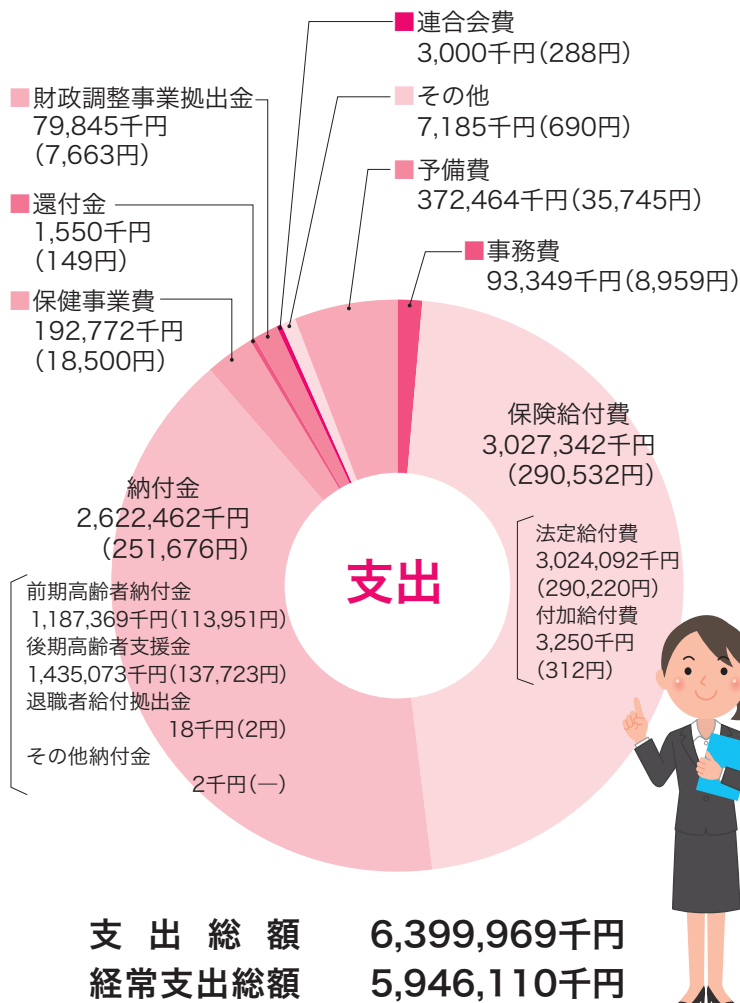 連合会費
3,000千円(288円)
その他
7,185千円(690円)
予備費
372,464千円(35,745円)
事務費
93,349千円(8,959円)
財政調整事業拠出金
79,845千円
(7,663円)
還付金
1,550千円
(149円)
保健事業費
192,772千円
(18,500円)
保険給付費
3,027,342千円
(290,532円)
法定給付費
3,024,092千円
(290,220円)
付加給付費
3,250千円
(312円)
納付金
2,622,462千円
(251,676円)
前期高齢者納付金
1,187,369千円(113,951円)
後期高齢者支援金
1,435,073千円(137,723円)
退職者給付拠出金
18千円(2円)
その他納付金
2千円(―)
支出
支出総額 6,399,969千円
経常支出総額 5,946,110千円